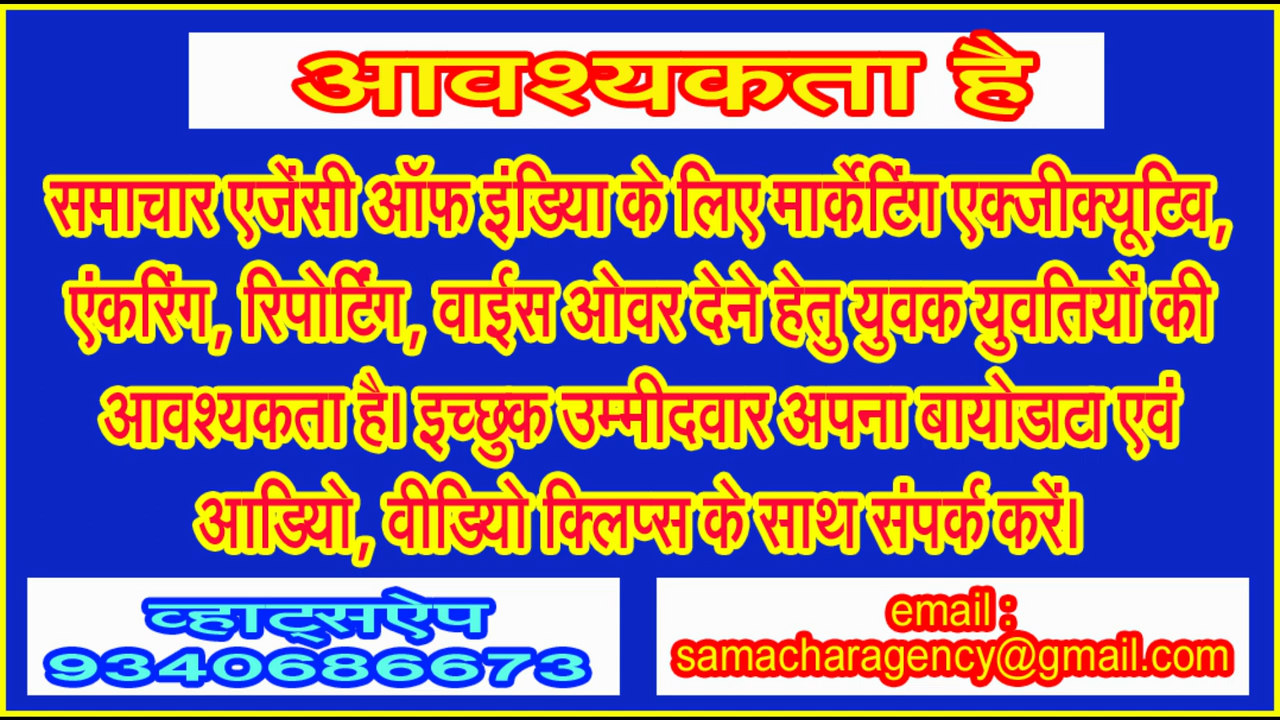 आवश्यकता है
समाचार एजेंसी ऑफ इंडिया के लिए मार्केटिंग एक्जीक्यूटिव,
एंकरिंग, रिपोर्टिंग, वाईस ओवर देने हेतु युवक युवतियों की
आवश्यकता है। इच्छुक उम्मीदवार अपना बायोडाटा एवं
आडियो, वीडियो क्लिप्स के साथ संपर्क करें।
व्हाट्सऐप
9340686673
email :
samacharagency@gmail.com